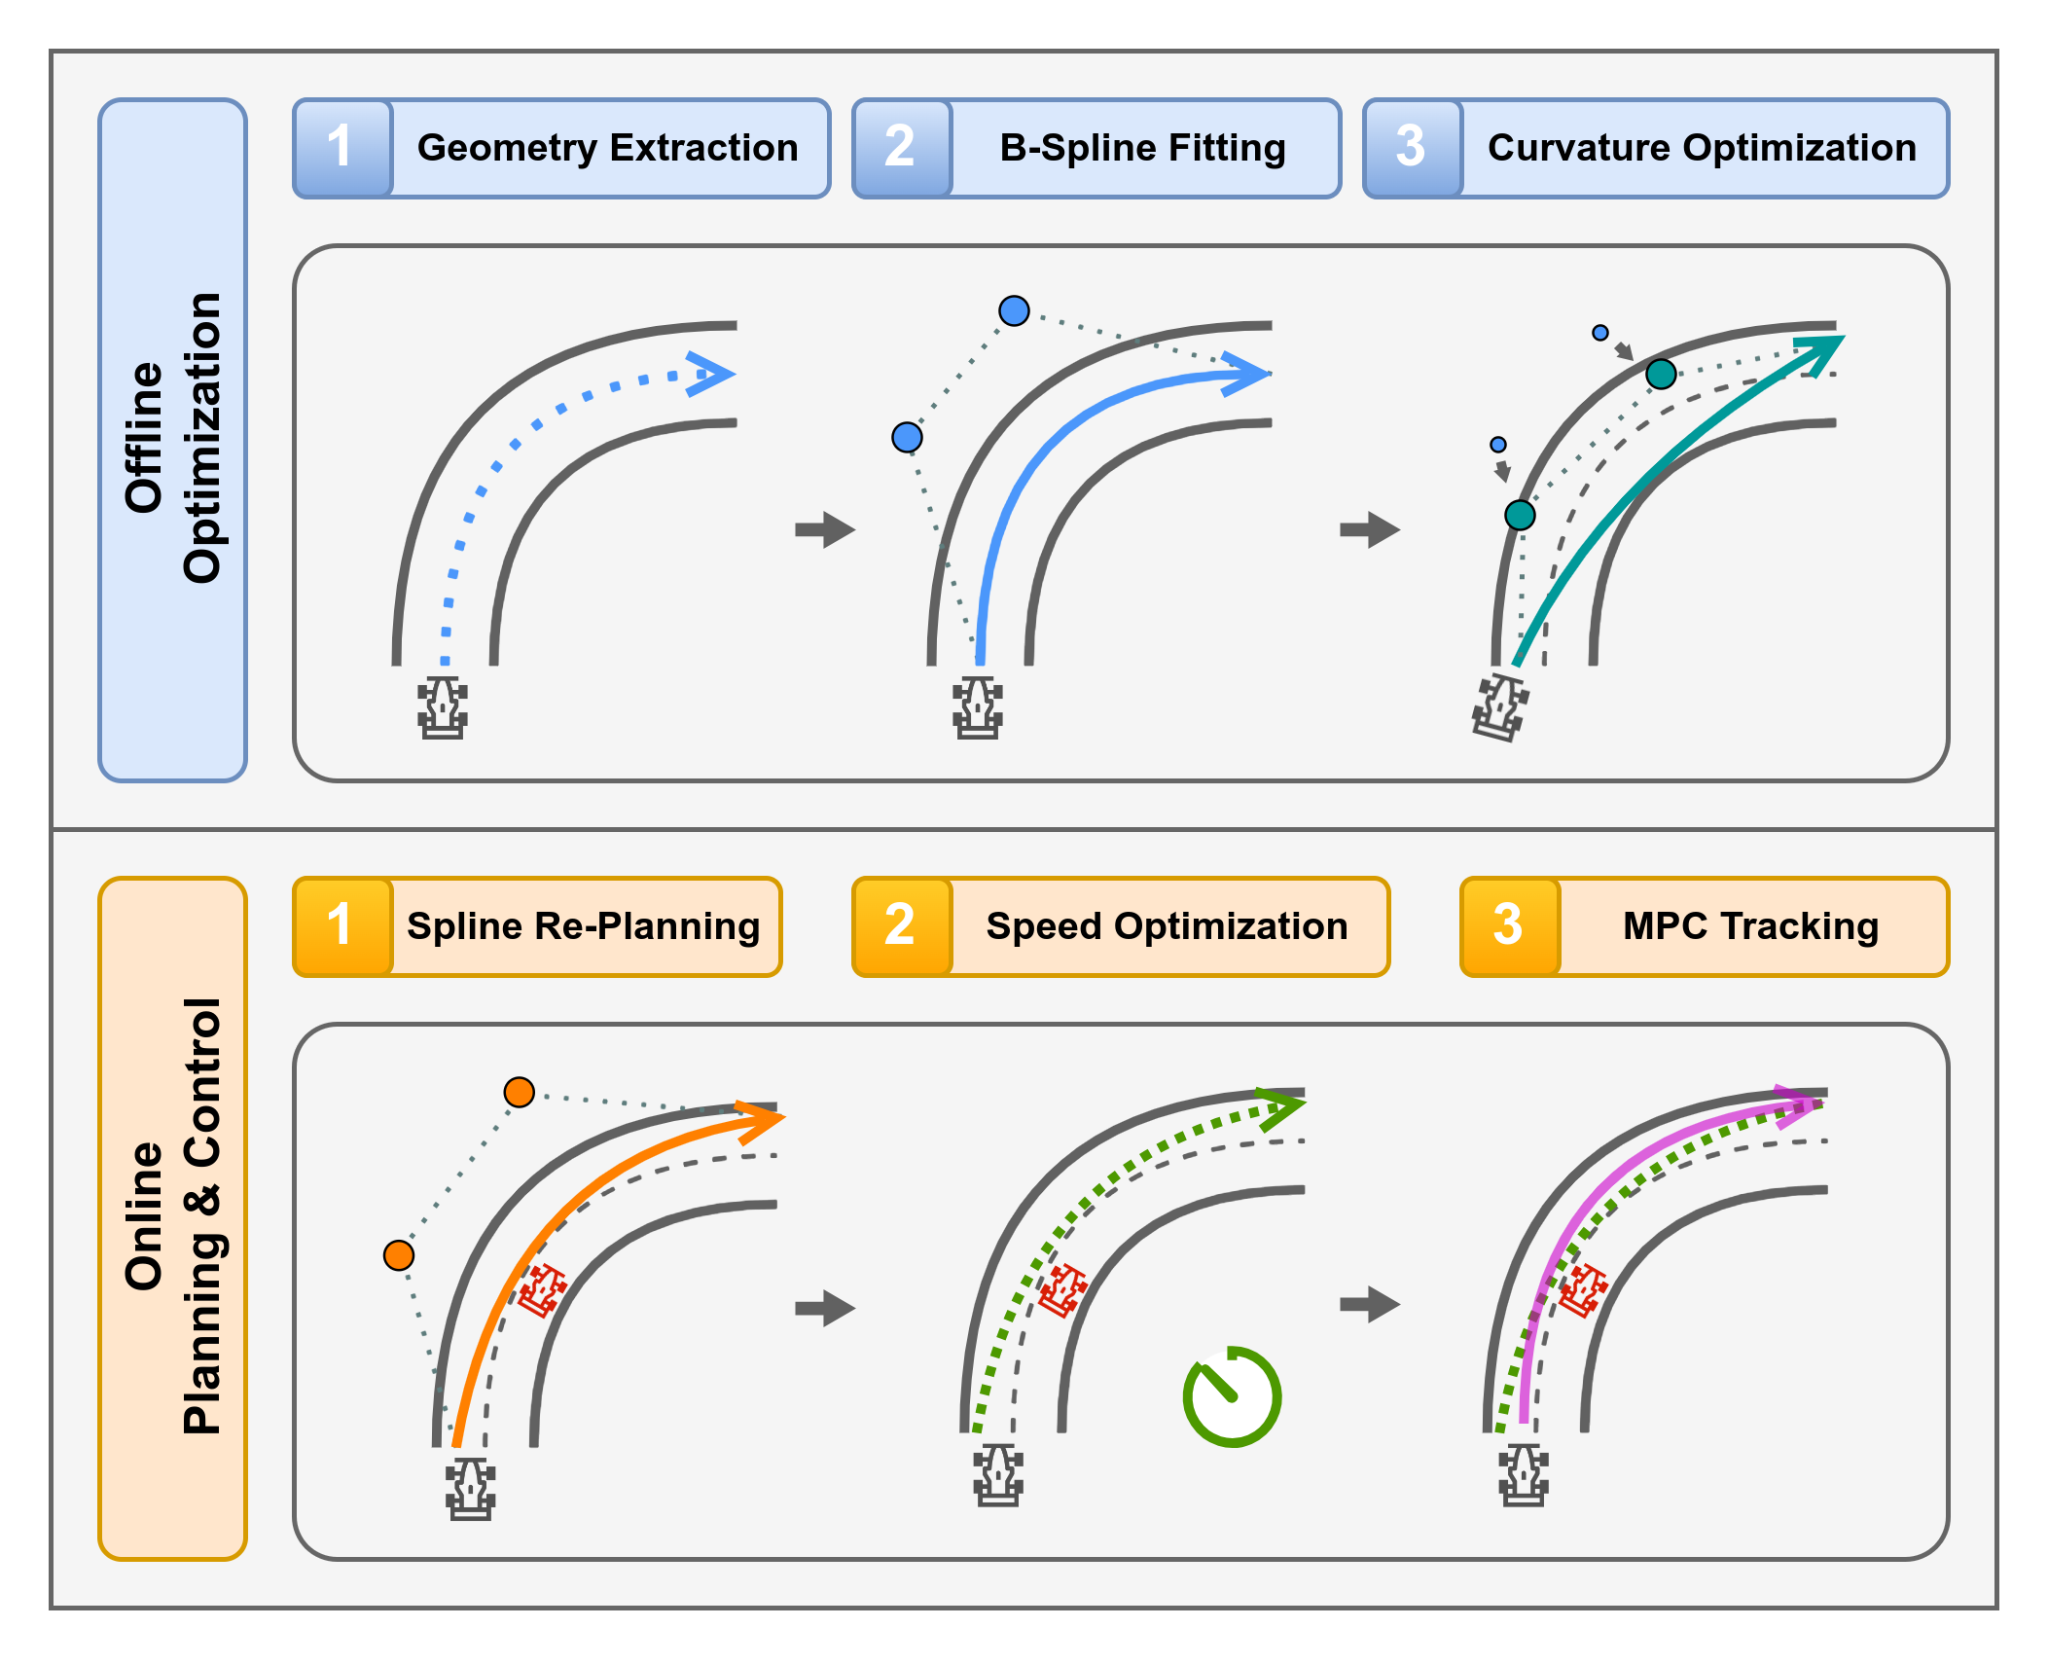 Offline
Optimization
1 Geometry Extraction
2 B-Spline Fitting
3 Curvature Optimization
Online
Planning & Control
1 Spline Re-Planning
2 Speed Optimization
3 MPC Tracking